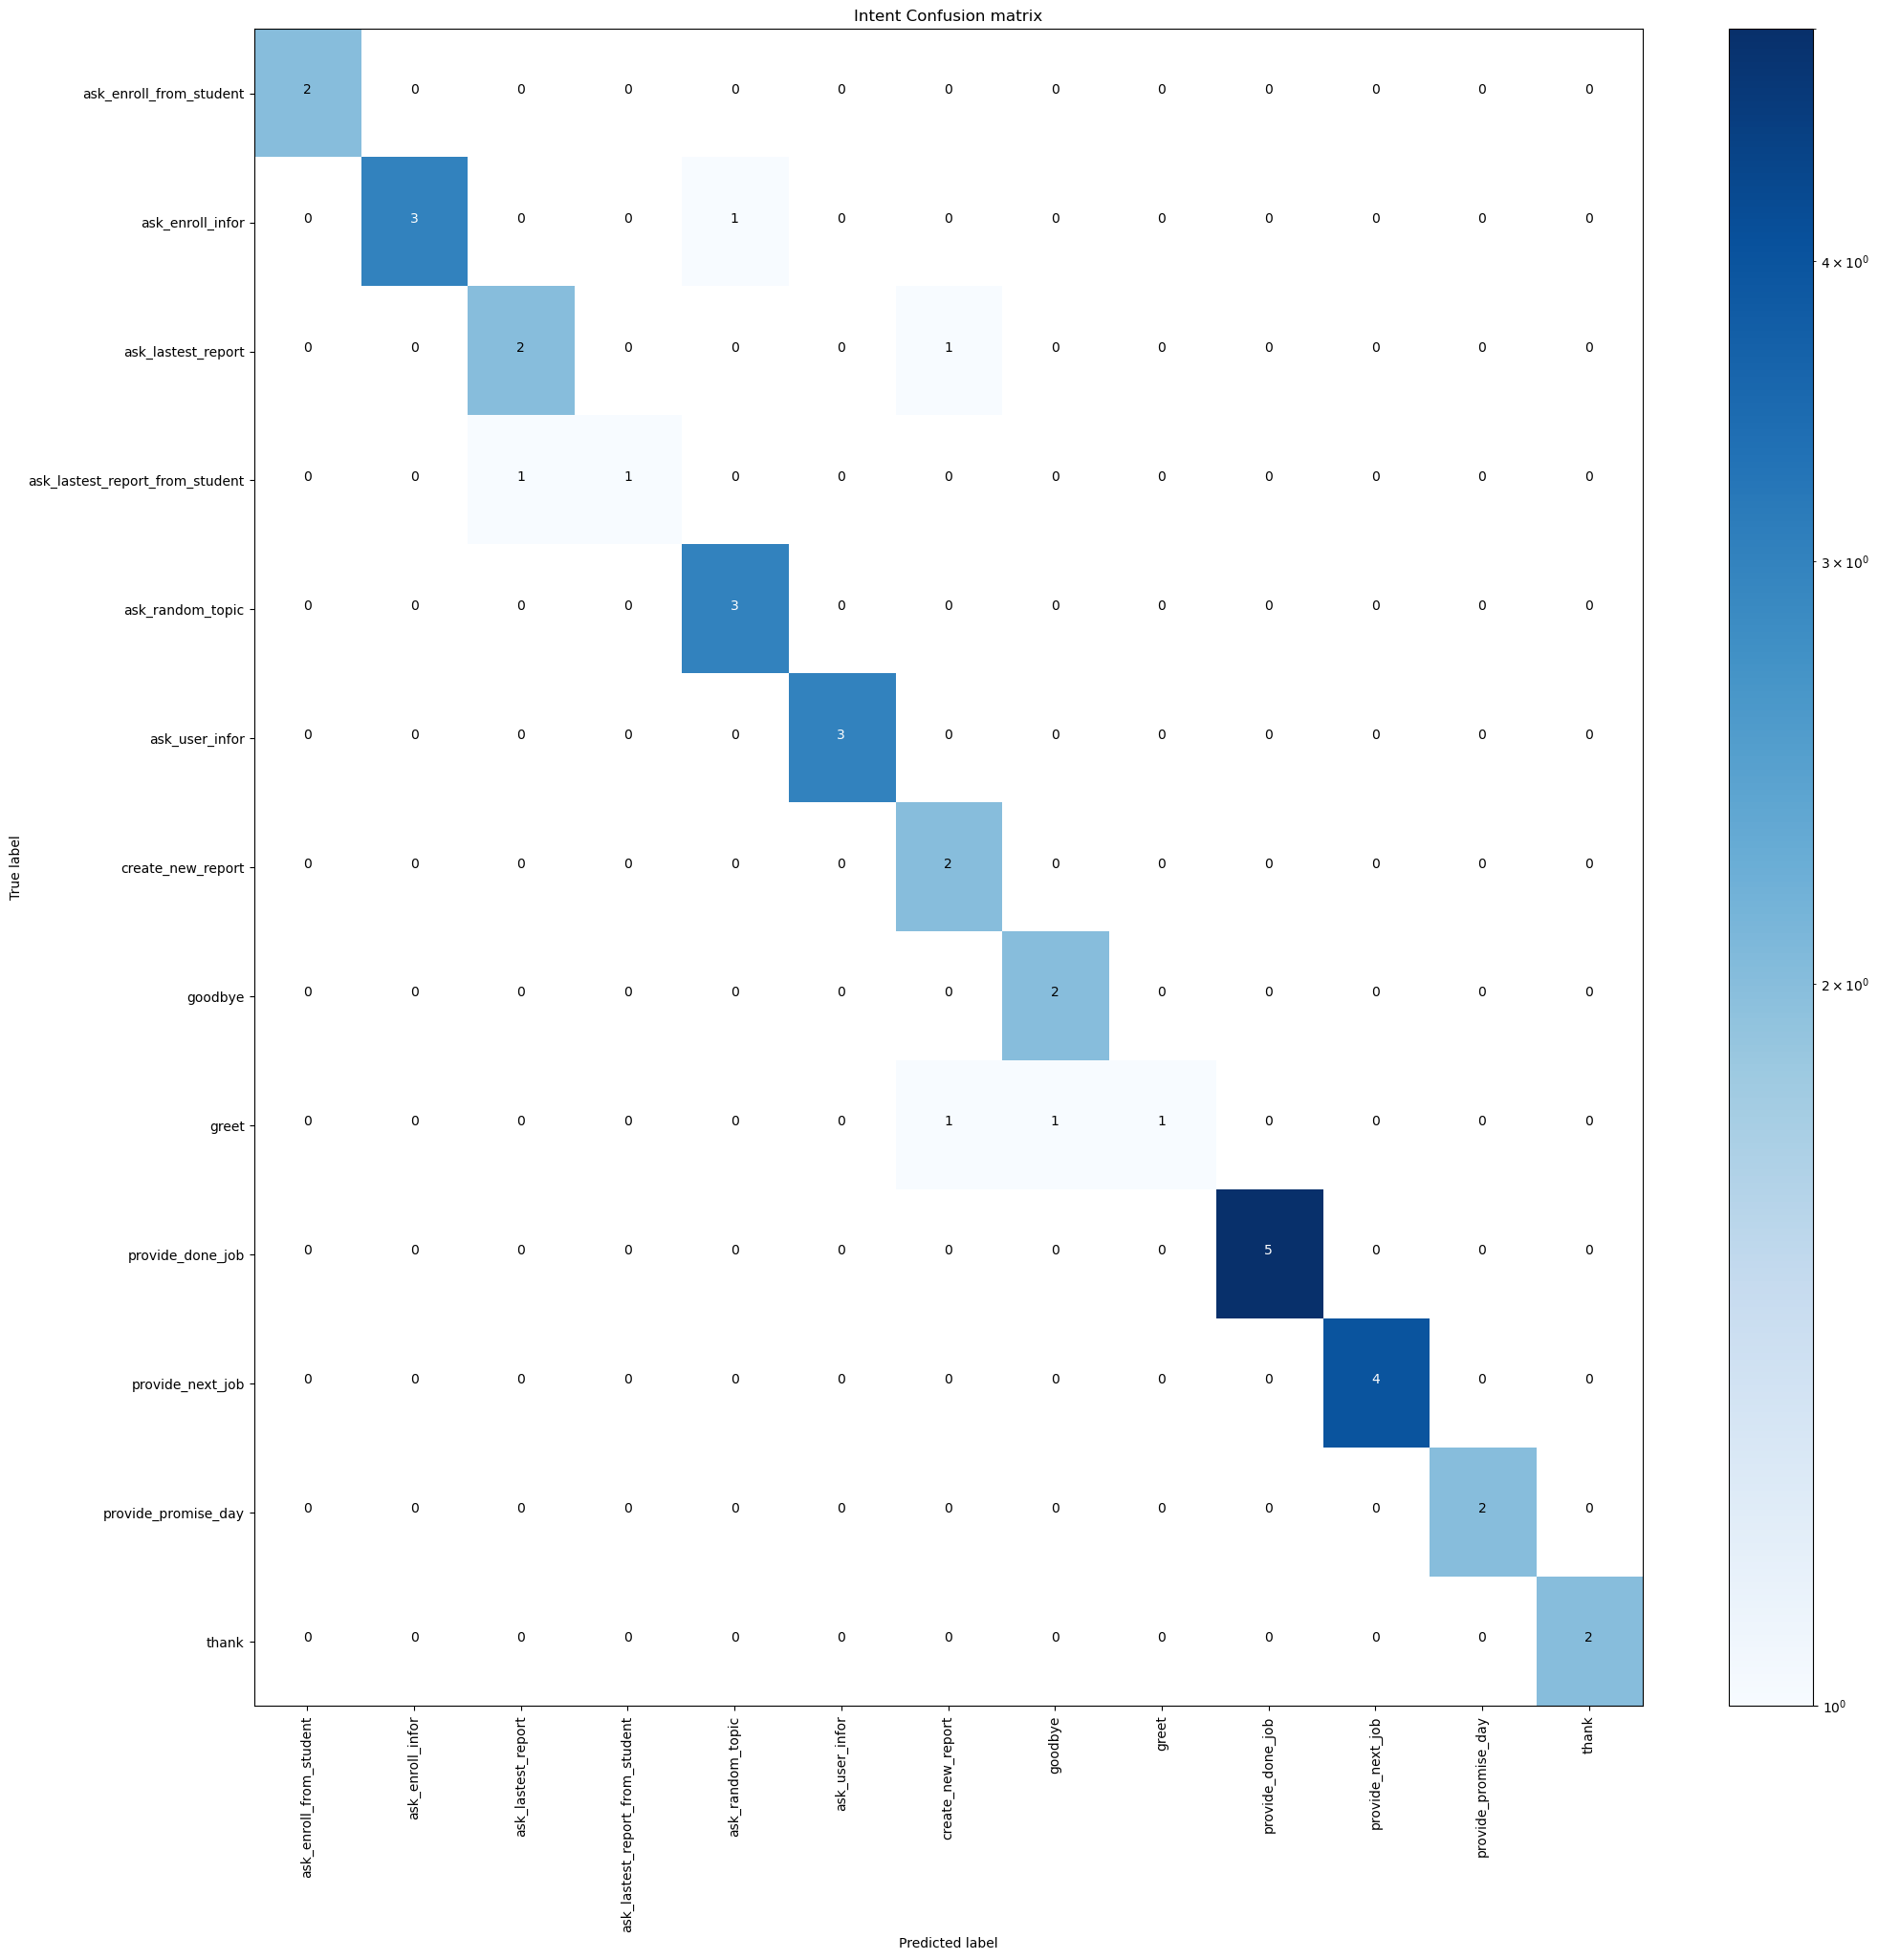 Intent Confusion matrix
True label
ask_enroll_from_student 2 0 0 0 0 0 0 0 0 0 0 0 0
ask_enroll_infor 0 3 0 0 1 0 0 0 0 0 0 0 0
ask_lastest_report 0 0 2 0 0 0 1 0 0 0 0 0 0
ask_lastest_report_from_student 0 0 1 1 0 0 0 0 0 0 0 0 0
ask_random_topic 0 0 0 0 3 0 0 0 0 0 0 0 0
ask_user_infor 0 0 0 0 0 3 0 0 0 0 0 0 0
create_new_report 0 0 0 0 0 0 2 0 0 0 0 0 0
goodbye 0 0 0 0 0 0 0 2 0 0 0 0 0
greet 0 0 0 0 0 0 1 1 1 0 0 0 0
provide_done_job 0 0 0 0 0 0 0 0 0 5 0 0 0
provide_next_job 0 0 0 0 0 0 0 0 0 0 4 0 0
provide_promise_day 0 0 0 0 0 0 0 0 0 0 0 2 0
thank 0 0 0 0 0 0 0 0 0 0 0 0 2
ask_enroll_from_student
ask_enroll_infor
ask_lastest_report
ask_lastest_report_from_student
ask_random_topic
ask_user_infor
create_new_report
goodbye
greet
provide_done_job
provide_next_job
provide_promise_day
thank
Predicted label
4 × 10⁰
3 × 10⁰
2 × 10⁰
10⁰